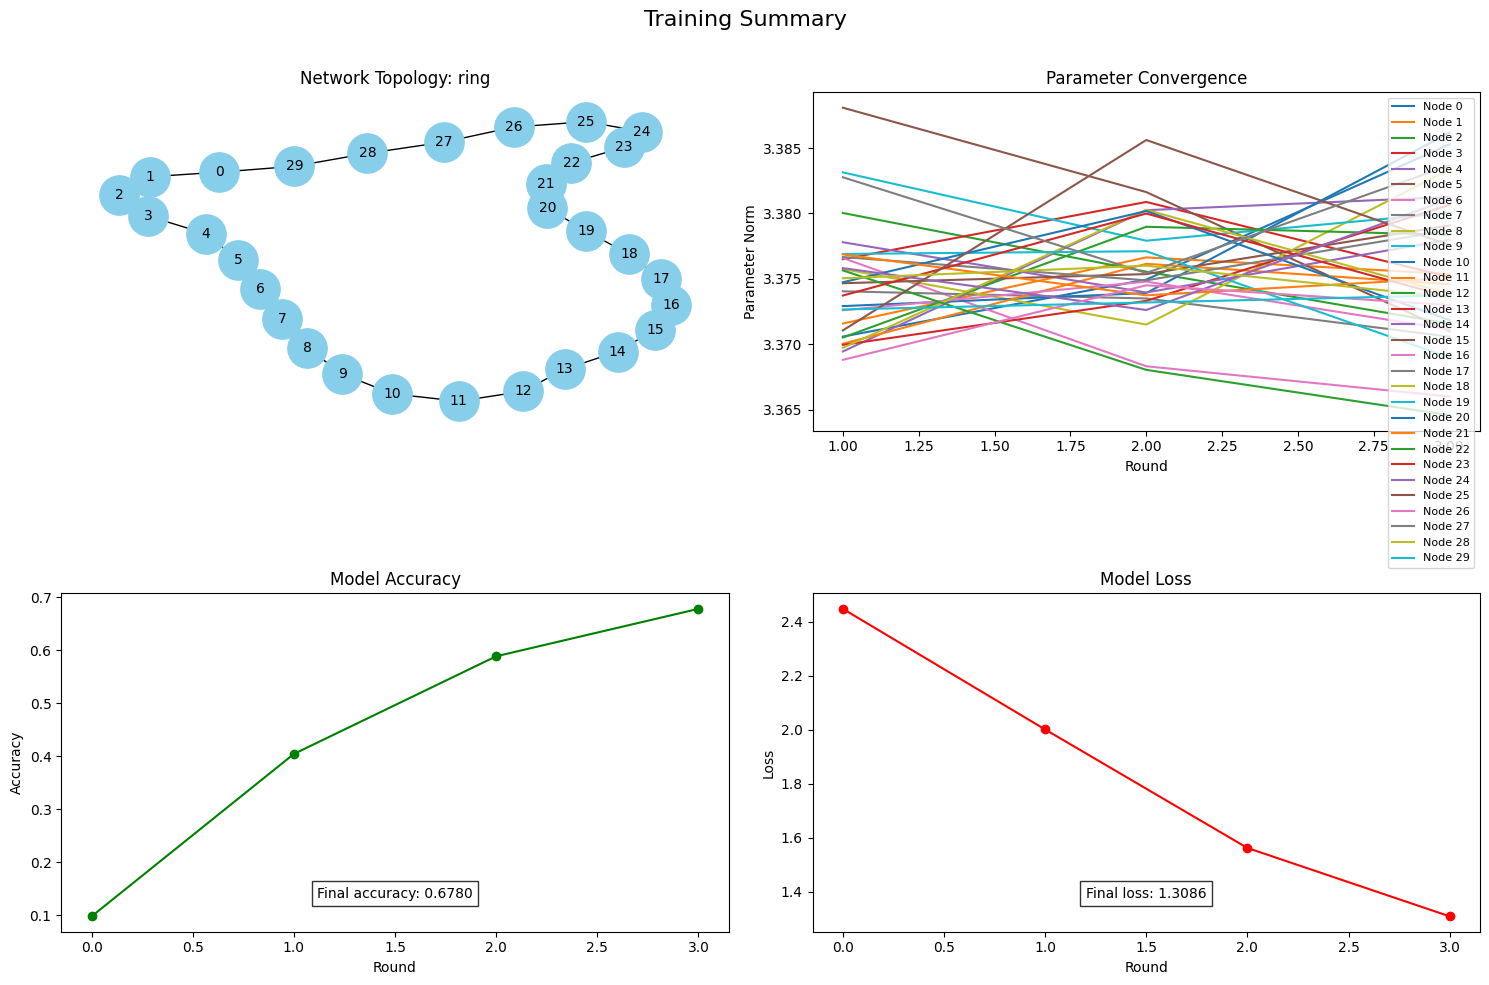 Training Summary
Network Topology: ring
0
1
2
3
4
5
6
7
8
9
10
11
12
13
14
15
16
17
18
19
20
21
22
23
24
25
26
27
28
29
Parameter Convergence
Parameter Norm
3.385
3.380
3.375
3.370
3.365
1.00 1.25 1.50 1.75 2.00 2.25 2.50 2.75 3.00
Round
Node 0
Node 1
Node 2
Node 3
Node 4
Node 5
Node 6
Node 7
Node 8
Node 9
Node 10
Node 11
Node 12
Node 13
Node 14
Node 15
Node 16
Node 17
Node 18
Node 19
Node 20
Node 21
Node 22
Node 23
Node 24
Node 25
Node 26
Node 27
Node 28
Node 29
Model Accuracy
Accuracy
0.7
0.6
0.5
0.4
0.3
0.2
0.1
Final accuracy: 0.6780
0.0 0.5 1.0 1.5 2.0 2.5 3.0
Round
Model Loss
Loss
2.4
2.2
2.0
1.8
1.6
1.4
Final loss: 1.3086
0.0 0.5 1.0 1.5 2.0 2.5 3.0
Round